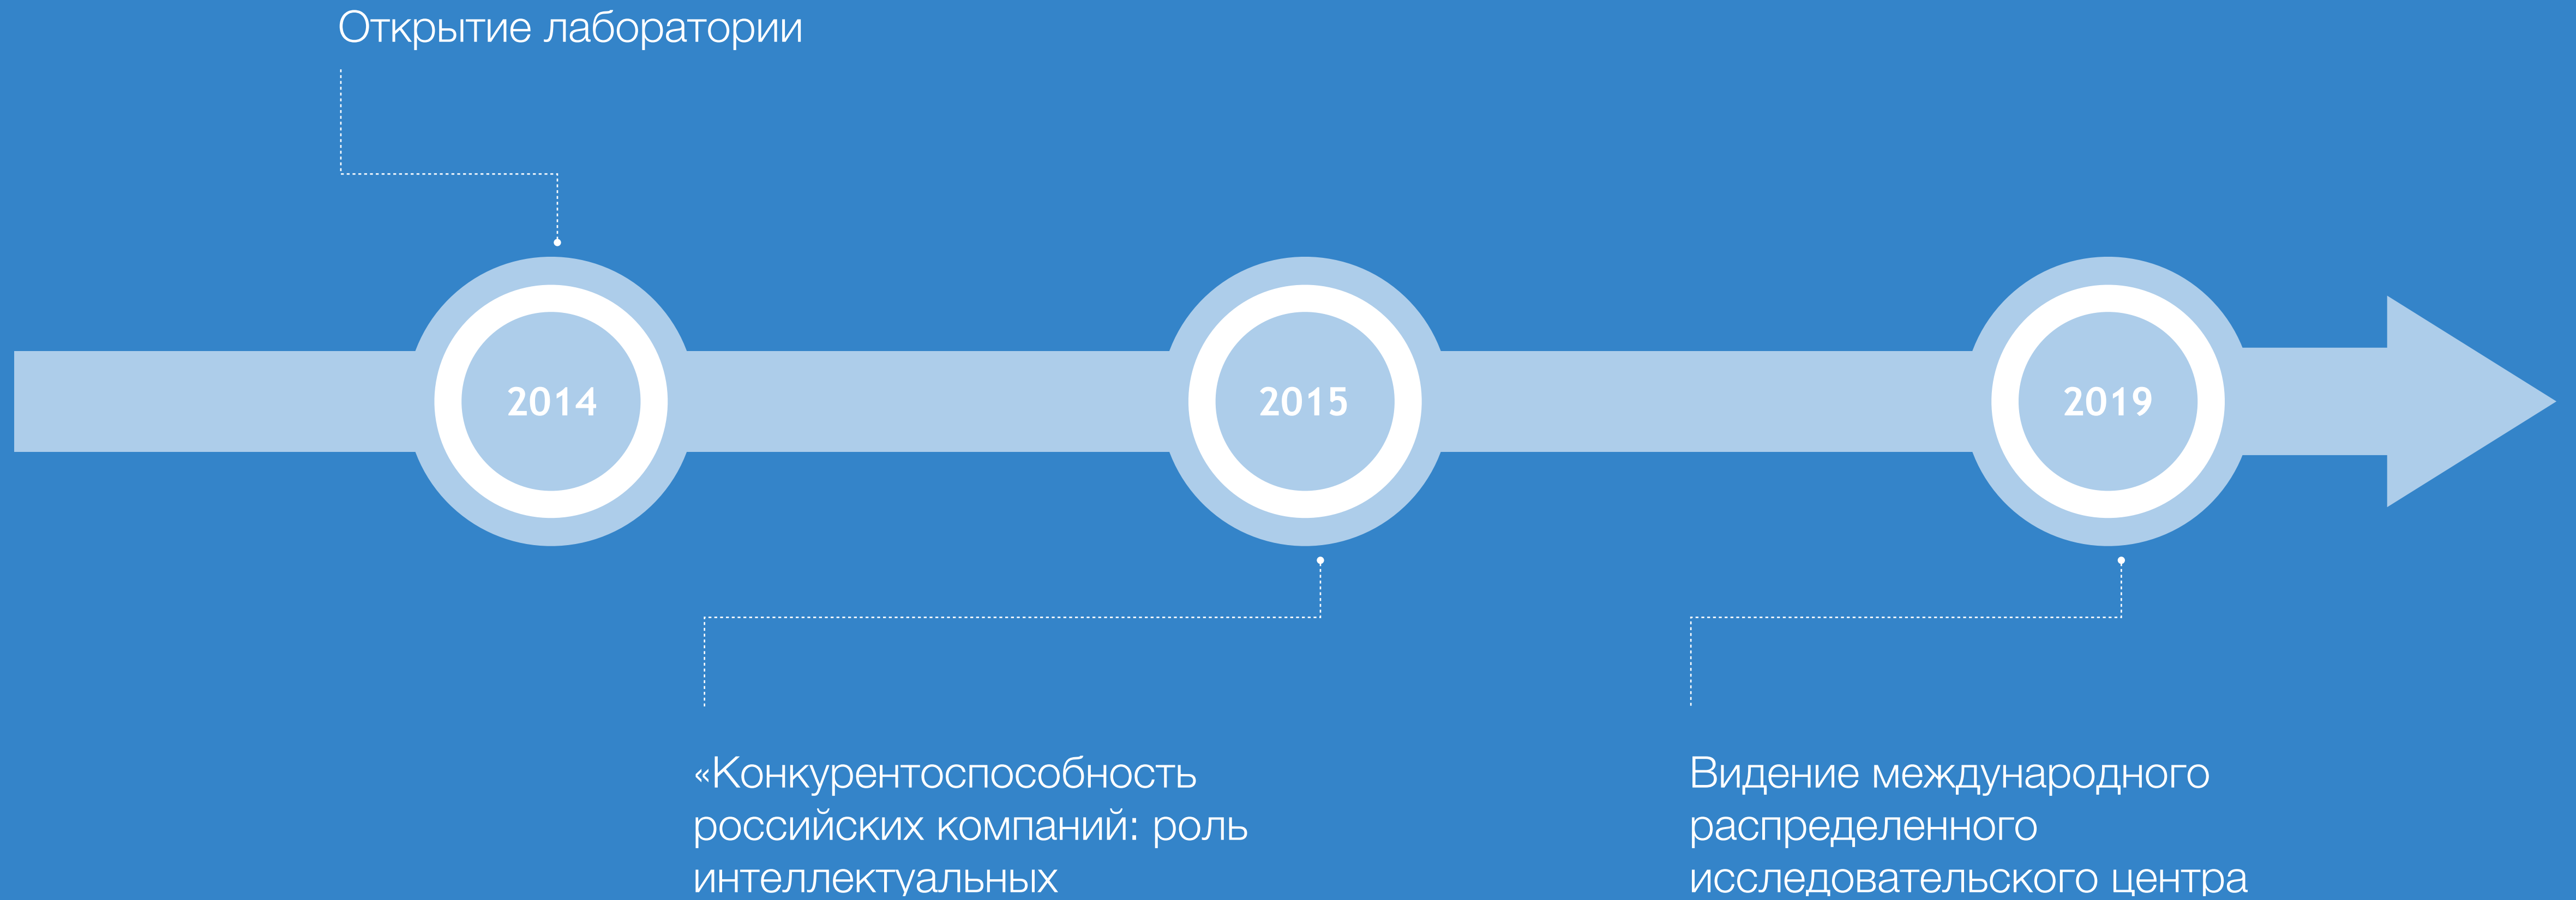 Открытие лаборатории
2014
2015
2019
«Конкурентоспособность
российских компаний: роль
интеллектуальных
Видение международного
распределенного
исследовательского центра